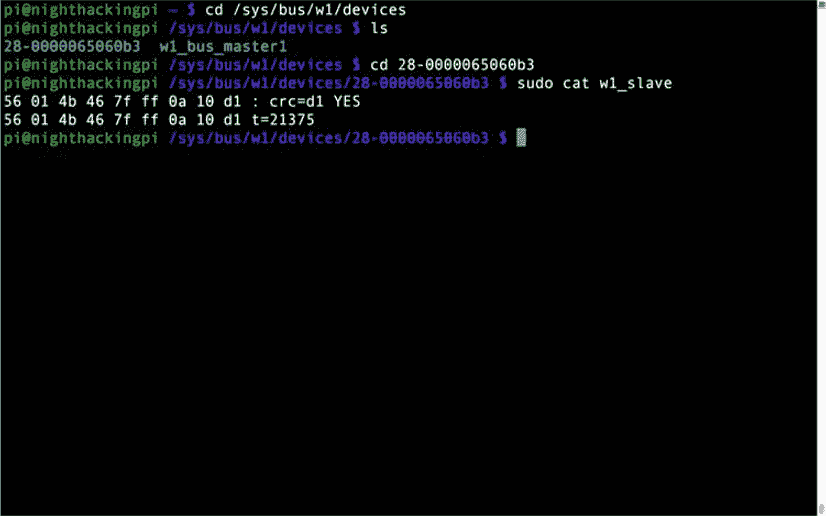 pi@nighthackingpi ~ $ cd /sys/bus/w1/devices
pi@nighthackingpi /sys/bus/w1/devices $ ls
28-0000065060b3  w1_bus_master1
pi@nighthackingpi /sys/bus/w1/devices $ cd 28-0000065060b3
pi@nighthackingpi /sys/bus/w1/devices/28-0000065060b3 $ sudo cat w1_slave
56 01 4b 46 7f ff 0a 10 d1 : crc=d1 YES
56 01 4b 46 7f ff 0a 10 d1 t=21375
pi@nighthackingpi /sys/bus/w1/devices/28-0000065060b3 $